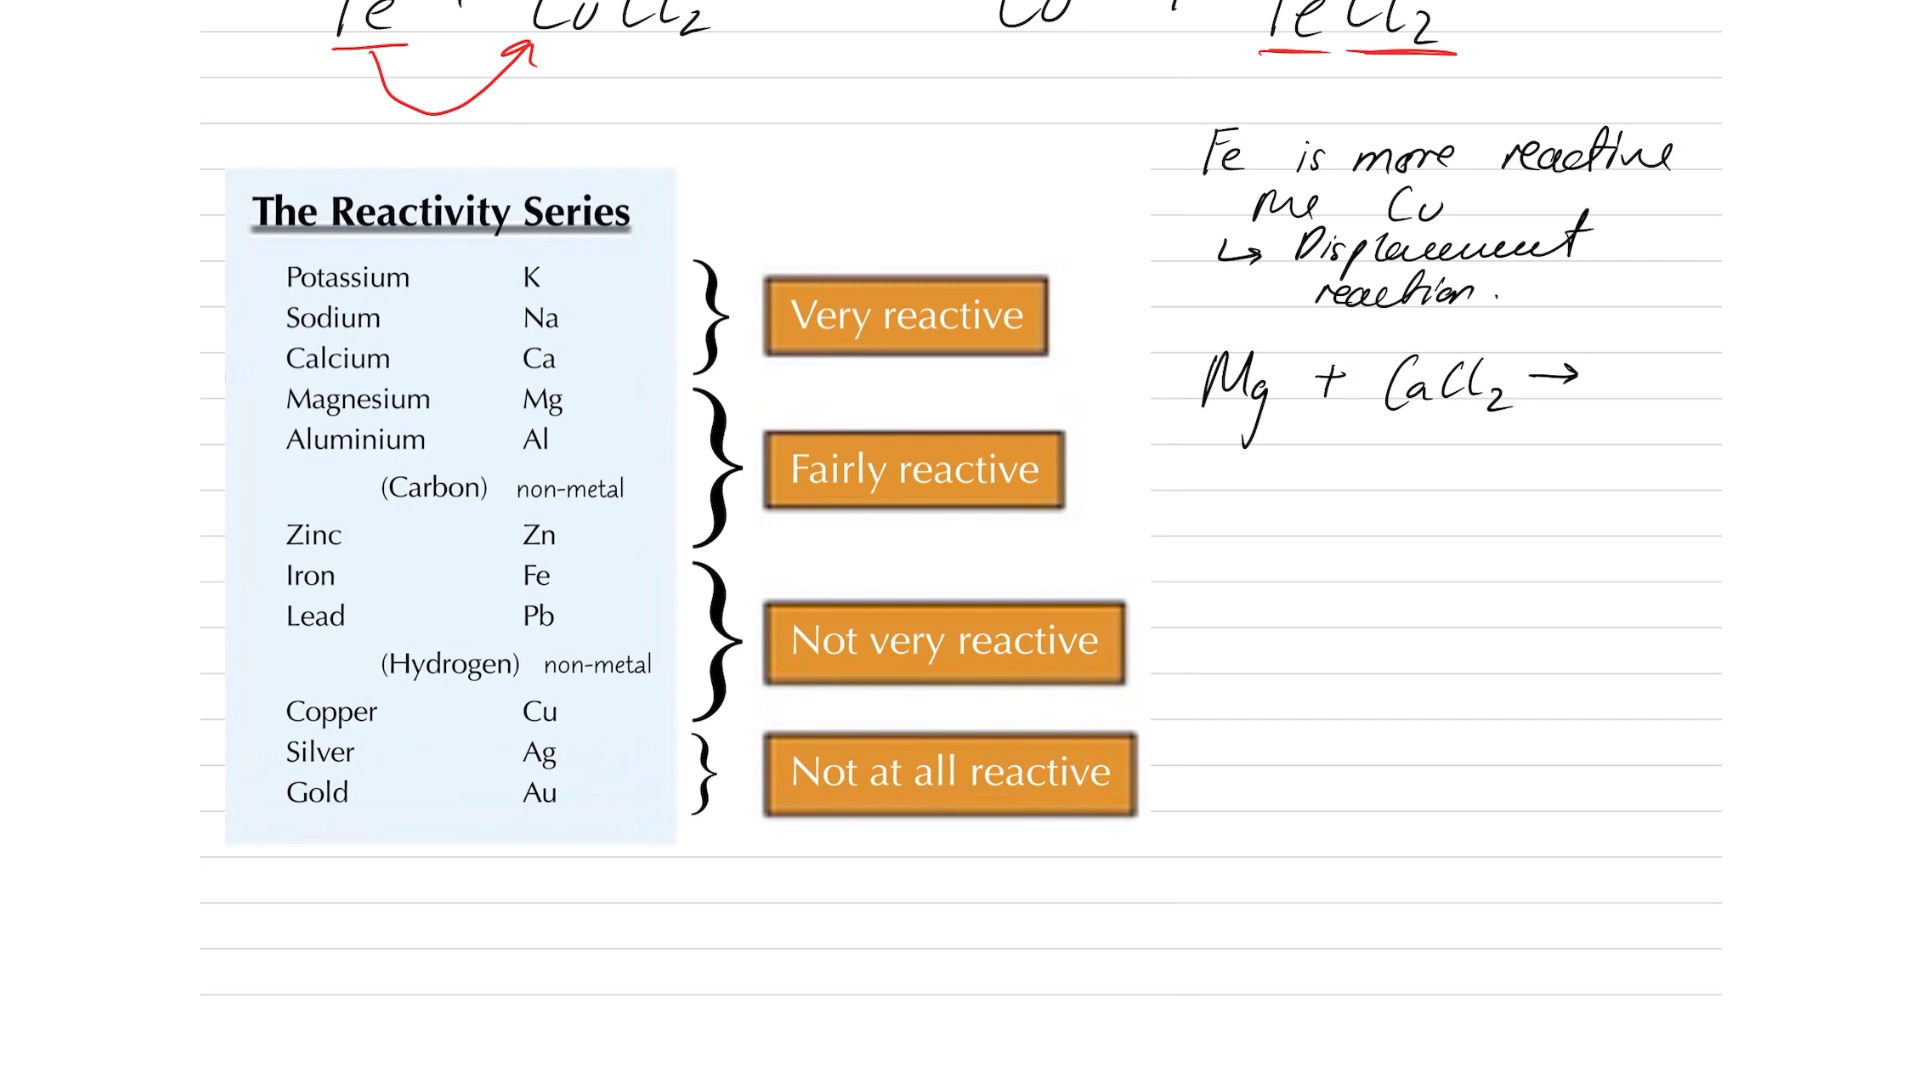 Fe + CuCl2 Cu + FeCl2
The Reactivity Series
Potassium K
Sodium Na
Calcium Ca
Magnesium Mg
Aluminium Al
(Carbon) non-metal
Zinc Zn
Iron Fe
Lead Pb
(Hydrogen) non-metal
Copper Cu
Silver Ag
Gold Au
Very reactive
Fairly reactive
Not very reactive
Not at all reactive
Fe is more reactive
Cu
↳ Displacement
reaction.
Mg + CaCl2 →